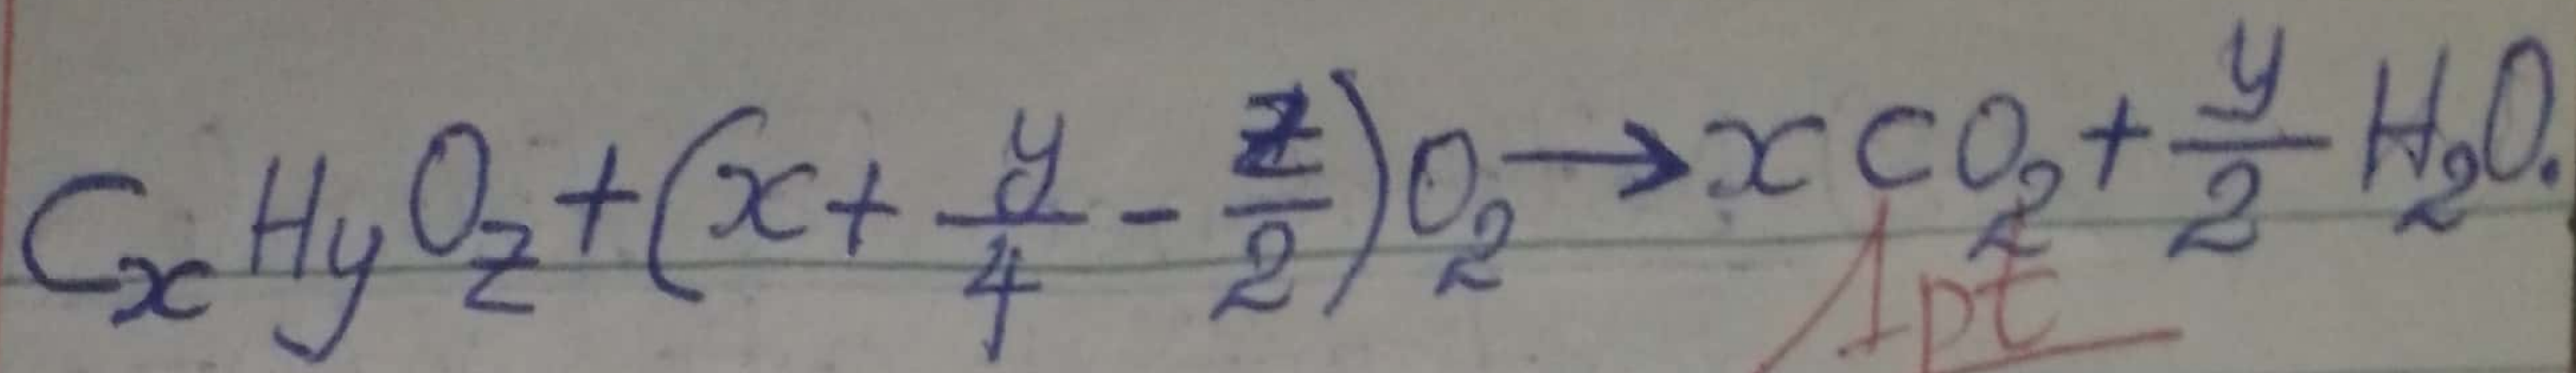 CₓHyOz + (x + y/4 - z/2)O₂ → xCO₂ + y/2 H₂O.
1pt